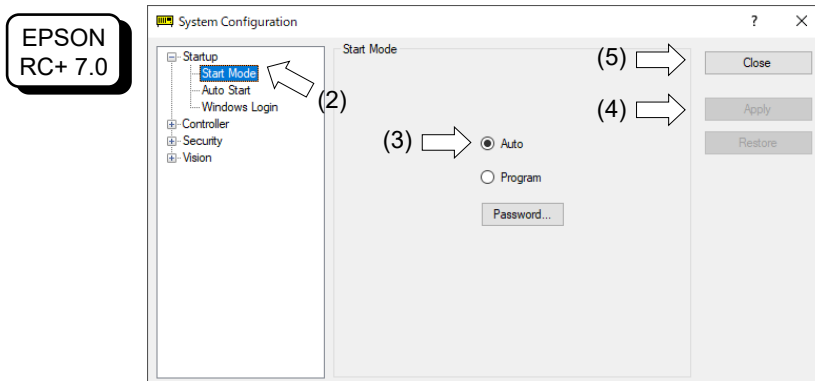 EPSON
RC+ 7.0
System Configuration
?
Startup
Start Mode
Auto Start
Windows Login
Controller
Security
Vision
(2)
Start Mode
(3)
Auto
Program
Password...
(5)
Close
(4)
Apply
Restore